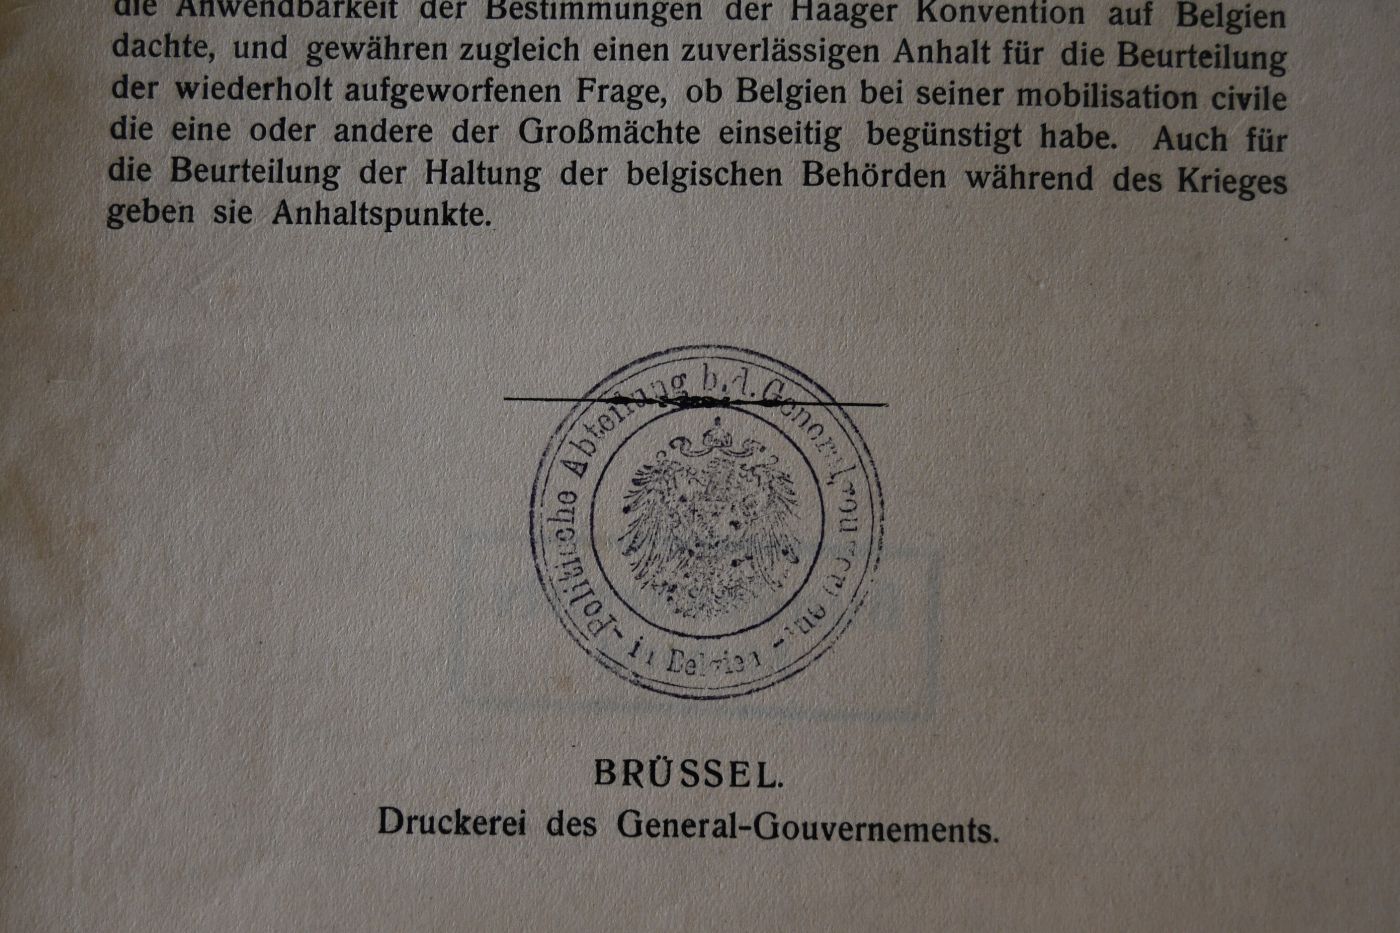 die Anwendbarkeit der Bestimmungen der Haager Konvention auf Belgien
dachte, und gewähren zugleich einen zuverlässigen Anhalt für die Beurteilung
der wiederholt aufgeworfenen Frage, ob Belgien bei seiner mobilisation civile
die eine oder andere der Großmächte einseitig begünstigt habe. Auch für
die Beurteilung der Haltung der belgischen Behörden während des Krieges
geben sie Anhaltspunkte.
Politische Abteilung b.d. Generalgouvernement
- in Belgien -
BRÜSSEL.
Druckerei des General-Gouvernements.